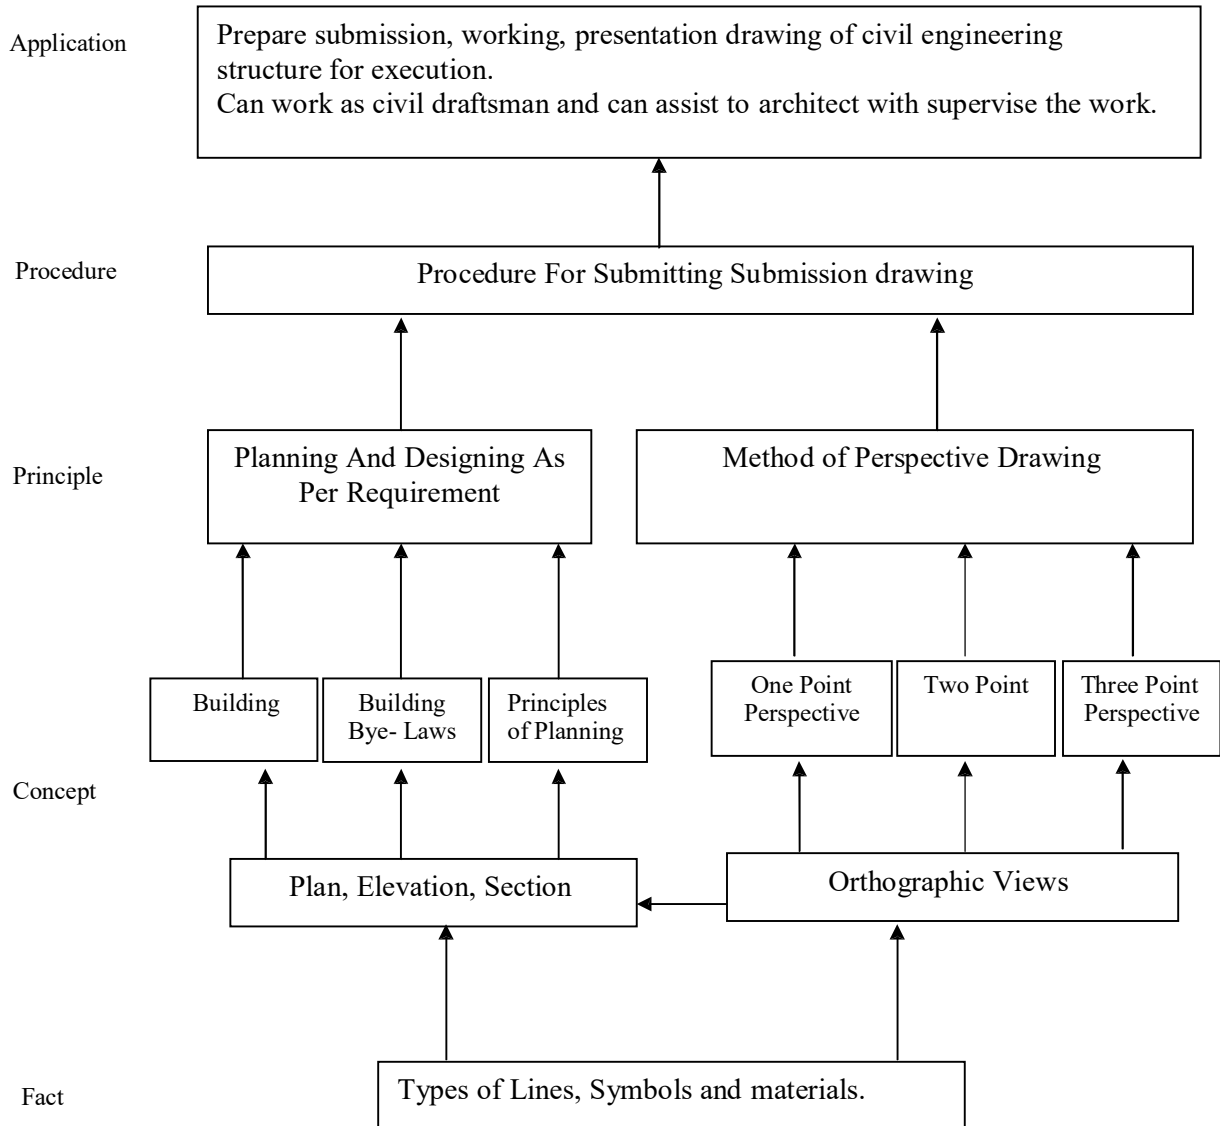 Application
Prepare submission, working, presentation drawing of civil engineering
structure for execution.
Can work as civil draftsman and can assist to architect with supervise the work.
Procedure
Procedure For Submitting Submission drawing
Principle
Planning And Designing As
Per Requirement
Method of Perspective Drawing
Building
Building
Bye- Laws
Principles
of Planning
One Point
Perspective
Two Point
Three Point
Perspective
Concept
Plan, Elevation, Section
Orthographic Views
Fact
Types of Lines, Symbols and materials.